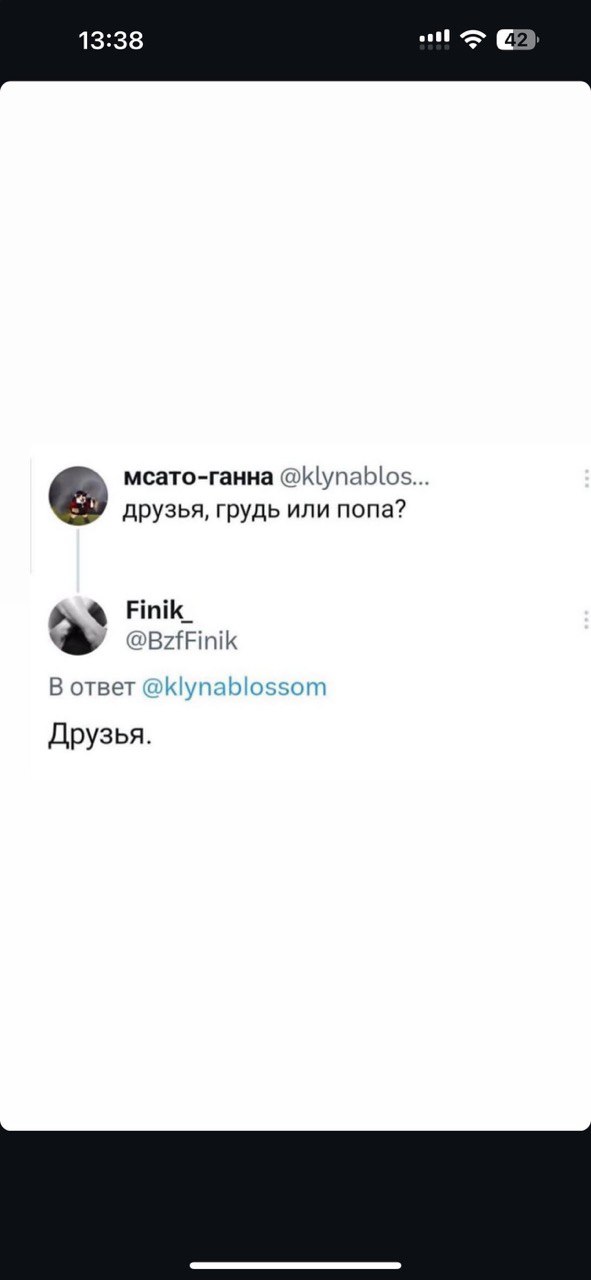 13:38
42
мсато-ганна @klynablos...
друзья, грудь или попа?
Finik_
@BzfFinik
В ответ @klynablossom
Друзья.